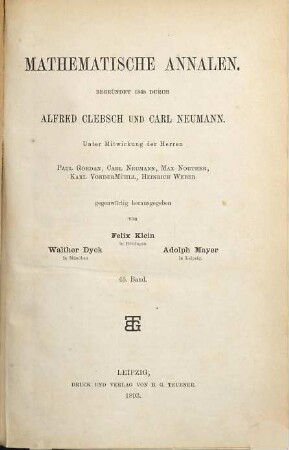 MATHEMATISCHE ANNALEN.
BEGRÜNDET 1868 DURCH
ALFRED CLEBSCH UND CARL NEUMANN.
Unter Mitwirkung der Herren
PAUL GORDAN, CARL NEUMANN, MAX NOETHER,
KARL VONDERMÜHLL, HEINRICH WEBER
gegenwärtig herausgegeben
von
Felix Klein
in Göttingen
Walther Dyck Adolph Mayer
in München in Leipzig.
43. Band.
LEIPZIG,
DRUCK UND VERLAG VON B. G. TEUBNER.
1893.